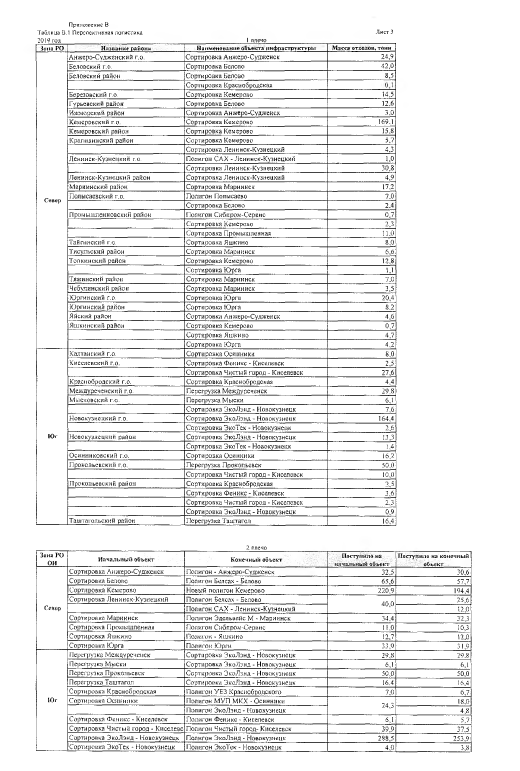 Приложение В
Таблица В.1 Перспективная логистика Лист 3
2019 год 1 плечо
Зона РО Название района Наименование объекта инфраструктуры Масса отходов, тонн
Анжеро-Судженский г.о. Сортировка Анжеро-Судженск 24,9
Беловский г.о. Сортировка Белово 42,0
Беловский район Сортировка Белово 8,5
Сортировка Краснобродская 0,1
Березовский г.о. Сортировка Кемерово 14,5
Гурьевский район Сортировка Белово 12,6
Ижморский район Сортировка Анжеро-Судженск 3,0
Кемеровский г.о. Сортировка Кемерово 169,1
Кемеровский район Сортировка Кемерово 15,8
Крапивинский район Сортировка Кемерово 5,7
Сортировка Ленинск-Кузнецкий 4,2
Ленинск-Кузнецкий г.о. Полигон САХ - Ленинск-Кузнецкий 1,0
Сортировка Ленинск-Кузнецкий 30,8
Ленинск-Кузнецкий район Сортировка Ленинск-Кузнецкий 4,9
Мариинский район Сортировка Мариинск 17,2
Полысаевский г.о. Полигон Полысаево 7,0
Север Сортировка Белово 2,4
Промышленновский район Полигон Сибпром-Сервис 0,7
Сортировка Кемерово 2,3
Сортировка Промышленная 11,0
Тайгинский г.о. Сортировка Яшкино 8,0
Тисульский район Сортировка Мариинск 6,6
Топкинский район Сортировка Кемерово 12,8
Сортировка Юрга 1,1
Тяжинский район Сортировка Мариинск 7,0
Чебулинский район Сортировка Мариинск 3,5
Юргинский г.о. Сортировка Юрга 20,4
Юргинский район Сортировка Юрга 8,2
Яйский район Сортировка Анжеро-Судженск 4,6
Яшкинский район Сортировка Кемерово 0,7
Сортировка Яшкино 4,7
Сортировка Юрга 4,2
Калтанский г.о. Сортировка Осинники 8,0
Киселевский г.о. Сортировка Феникс - Киселевск 2,5
Сортировка Чистый город - Киселевск 27,6
Краснобродский г.о. Сортировка Краснобродская 4,4
Междуреченский г.о. Перегрузка Междуреченск 29,8
Мысковский г.о. Перегрузка Мыски 6,1
Сортировка ЭкоЛэнд - Новокузнецк 7,6
Новокузнецкий г.о. Сортировка ЭкоЛэнд - Новокузнецк 164,4
Сортировка ЭкоТек - Новокузнецк 2,6
Юг Новокузнецкий район Сортировка ЭкоЛэнд - Новокузнецк 13,3
Сортировка ЭкоТек - Новокузнецк 1,4
Осинниковский г.о. Сортировка Осинники 16,2
Прокопьевский г.о. Перегрузка Прокопьевск 50,0
Сортировка Чистый город - Киселевск 10,0
Прокопьевский район Сортировка Краснобродская 2,5
Сортировка Феникс - Киселевск 3,6
Сортировка Чистый город - Киселевск 2,3
Сортировка ЭкоЛэнд - Новокузнецк 0,9
Таштагольский район Перегрузка Таштагол 16,4
2 плечо
Зона РО ОИ Начальный объект Конечный объект Поступило на начальный объект Поступило на конечный объект
Сортировка Анжеро-Судженск Полигон - Анжеро-Судженск 32,5 30,6
Сортировка Белово Полигон Белсах - Белово 65,6 57,7
Сортировка Кемерово Новый полигон Кемерово 220,9 194,4
Сортировка Ленинск-Кузнецкий Полигон Белсах - Белово 40,0 25,6
Север Полигон САХ - Ленинск-Кузнецкий 12,0
Сортировка Мариинск Полигон Эдельвейс М - Мариинск 34,4 32,3
Сортировка Промышленная Полигон Сибпром-Сервис 11,0 10,3
Сортировка Яшкино Полигон - Яшкино 12,7 12,0
Сортировка Юрга Полигон Юрги 33,9 31,9
Перегрузка Междуреченск Сортировка ЭкоЛэнд - Новокузнецк 29,8 29,8
Перегрузка Мыски Сортировка ЭкоЛэнд - Новокузнецк 6,1 6,1
Перегрузка Прокопьевск Сортировка ЭкоЛэнд - Новокузнецк 50,0 50,0
Перегрузка Таштагол Сортировка ЭкоЛэнд - Новокузнецк 16,4 16,4
Сортировка Краснобродская Полигон УЕЗ Краснобродского 7,0 6,7
Юг Сортировка Осинники Полигон МУП МКХ - Осинники 24,3 18,0
Полигон ЭкоЛэнд - Новокузнецк 4,8
Сортировка Феникс - Киселевск Полигон Феникс - Киселевск 6,1 5,7
Сортировка Чистый город - Киселевс Полигон Чистый город - Киселевск 39,9 37,5
Сортировка ЭкоЛэнд - Новокузнецк Полигон ЭкоЛэнд - Новокузнецк 288,5 253,9
Сортировка ЭкоТек - Новокузнецк Полигон ЭкоТек - Новокузнецк 4,0 3,8